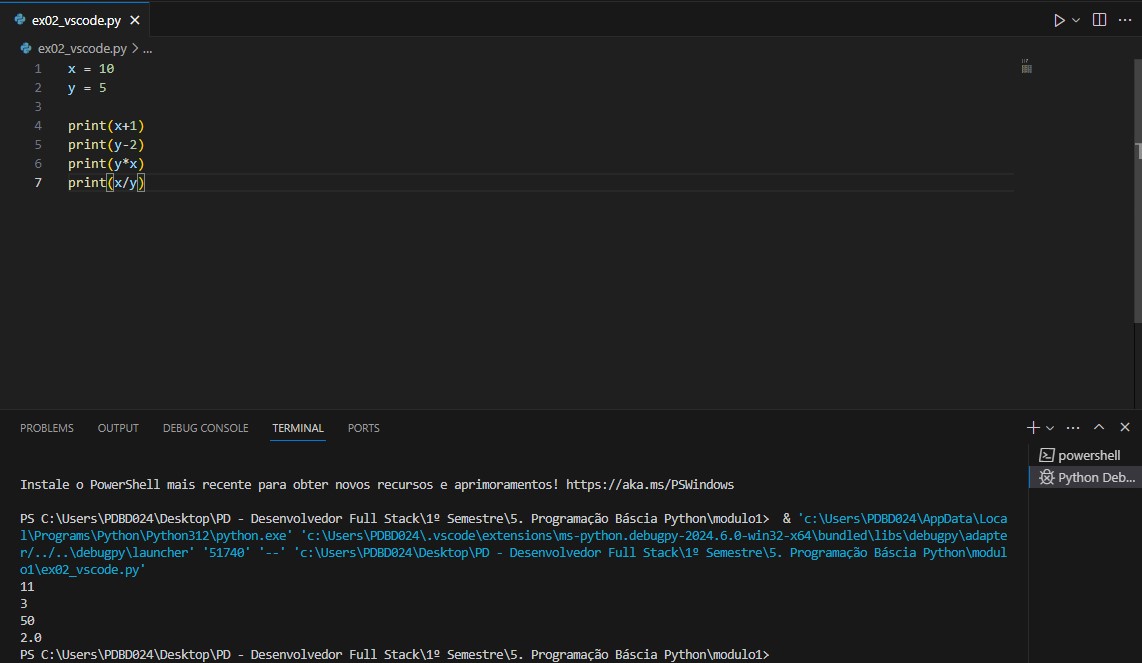 ex02_vscode.py
ex02_vscode.py > ...
1 x = 10
2 y = 5
3
4 print(x+1)
5 print(y-2)
6 print(y*x)
7 print(x/y)
PROBLEMS OUTPUT DEBUG CONSOLE TERMINAL PORTS
powershell
Python Deb...
Instale o PowerShell mais recente para obter novos recursos e aprimoramentos! https://aka.ms/PSWindows
PS C:\Users\PDBD024\Desktop\PD - Desenvolvedor Full Stack\1º Semestre\5. Programação Báscia Python\modulo1>  & 'c:\Users\PDBD024\AppData\Loca
l\Programs\Python\Python312\python.exe' 'c:\Users\PDBD024\.vscode\extensions\ms-python.debugpy-2024.6.0-win32-x64\bundled\libs\debugpy\adapte
r/../..\debugpy\launcher' '51740' '--' 'c:\Users\PDBD024\Desktop\PD - Desenvolvedor Full Stack\1º Semestre\5. Programação Báscia Python\modul
o1\ex02_vscode.py'
11
3
50
2.0
PS C:\Users\PDBD024\Desktop\PD - Desenvolvedor Full Stack\1º Semestre\5. Programação Báscia Python\modulo1>